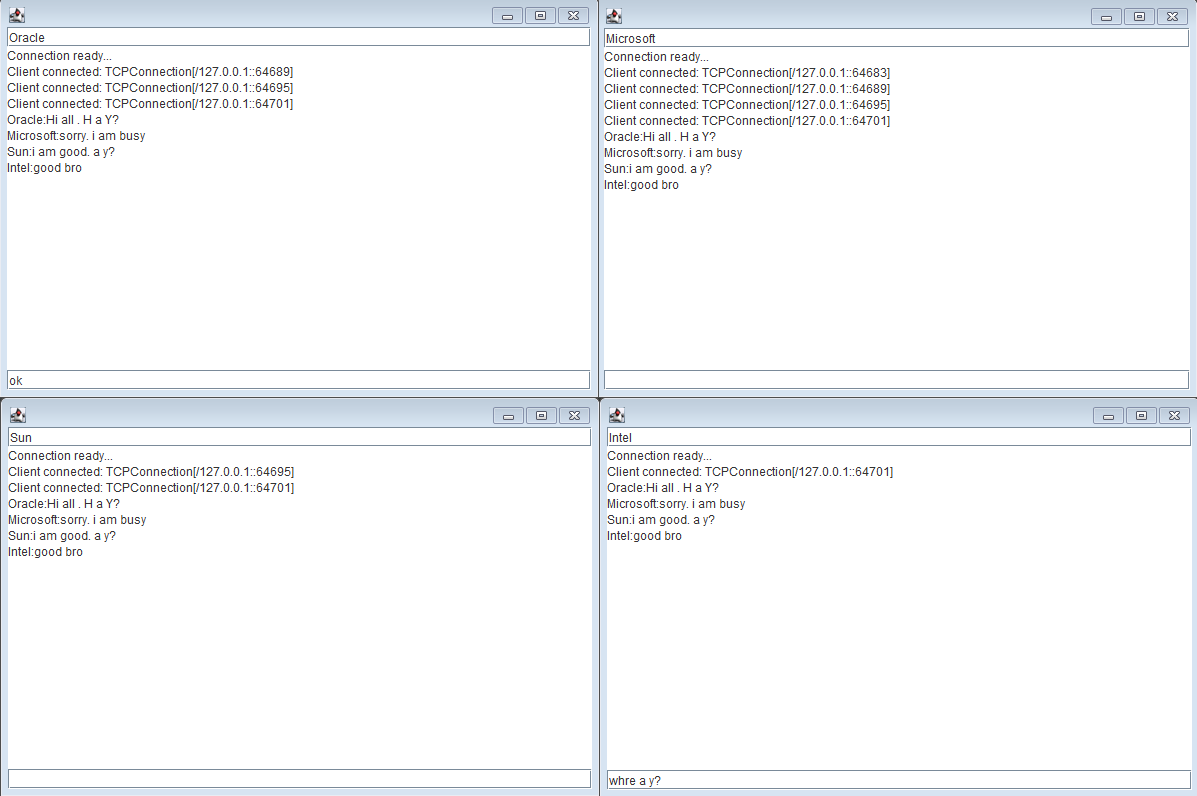 Oracle
Connection ready...
Client connected: TCPConnection[/127.0.0.1::64689]
Client connected: TCPConnection[/127.0.0.1::64695]
Client connected: TCPConnection[/127.0.0.1::64701]
Oracle:Hi all . H a Y?
Microsoft:sorry. i am busy
Sun:i am good. a y?
Intel:good bro
ok
Microsoft
Connection ready...
Client connected: TCPConnection[/127.0.0.1::64683]
Client connected: TCPConnection[/127.0.0.1::64689]
Client connected: TCPConnection[/127.0.0.1::64695]
Client connected: TCPConnection[/127.0.0.1::64701]
Oracle:Hi all . H a Y?
Microsoft:sorry. i am busy
Sun:i am good. a y?
Intel:good bro
Sun
Connection ready...
Client connected: TCPConnection[/127.0.0.1::64695]
Client connected: TCPConnection[/127.0.0.1::64701]
Oracle:Hi all . H a Y?
Microsoft:sorry. i am busy
Sun:i am good. a y?
Intel:good bro
Intel
Connection ready...
Client connected: TCPConnection[/127.0.0.1::64701]
Oracle:Hi all . H a Y?
Microsoft:sorry. i am busy
Sun:i am good. a y?
Intel:good bro
whre a y?